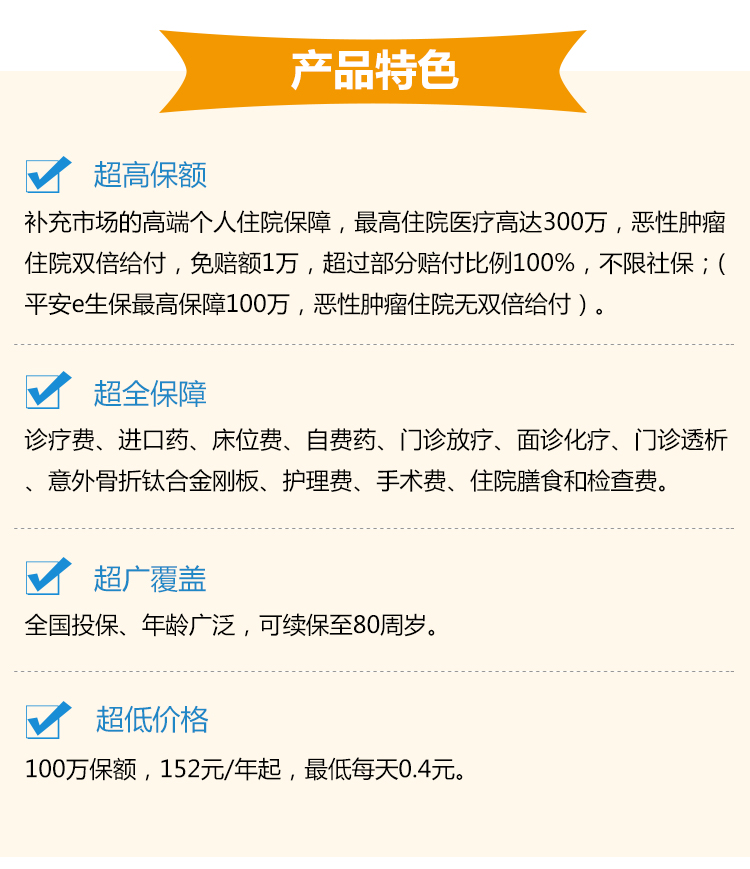 产品特色
超高保额
补充市场的高端个人住院保障，最高住院医疗高达300万，恶性肿瘤
住院双倍给付，免赔额1万，超过部分赔付比例100%，不限社保；(
平安e生保最高保障100万，恶性肿瘤住院无双倍给付）。
超全保障
诊疗费、进口药、床位费、自费药、门诊放疗、面诊化疗、门诊透析
、意外骨折钛合金刚板、护理费、手术费、住院膳食和检查费。
超广覆盖
全国投保、年龄广泛，可续保至80周岁。
超低价格
100万保额，152元/年起，最低每天0.4元。